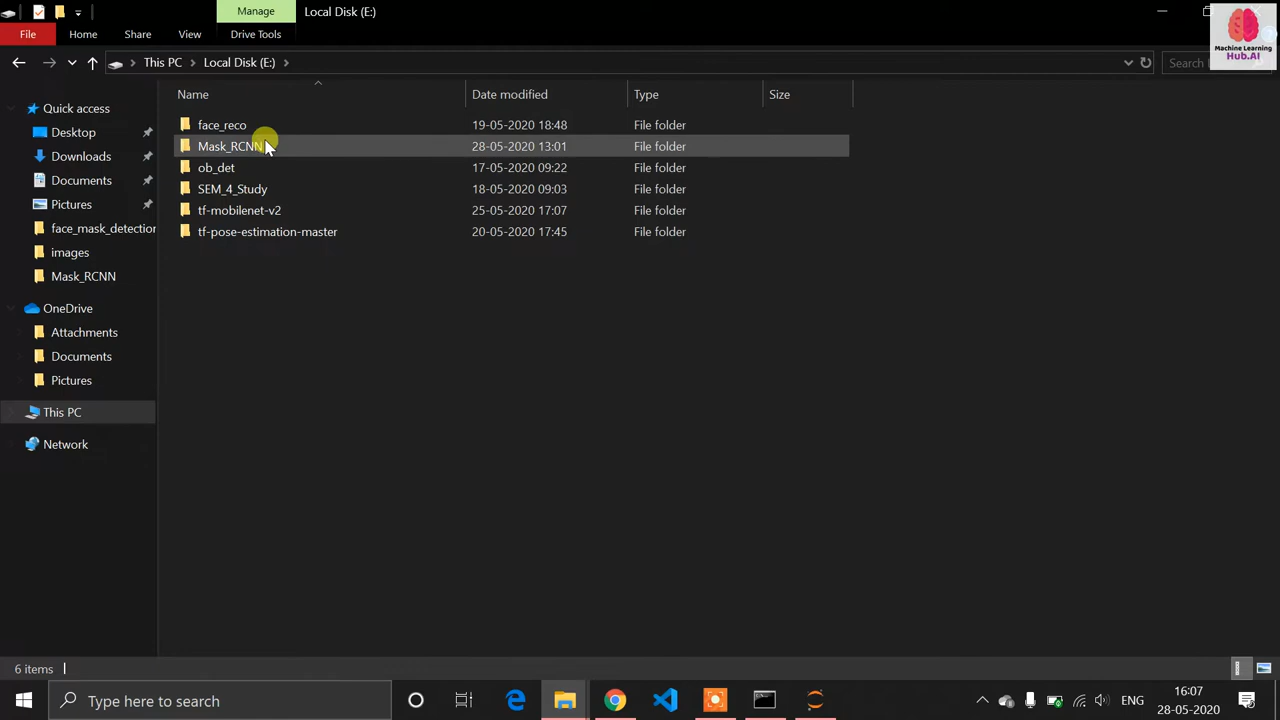 Manage
Local Disk (E:)
File
Home
Share
View
Drive Tools
This PC
Local Disk (E:)
Search
Machine Learning
Hub.AI
Name
Date modified
Type
Size
Quick access
Desktop
Downloads
Documents
Pictures
face_mask_detection
images
Mask_RCNN
OneDrive
Attachments
Documents
Pictures
This PC
Network
face_reco 19-05-2020 18:48 File folder
Mask_RCNN 28-05-2020 13:01 File folder
ob_det 17-05-2020 09:22 File folder
SEM_4_Study 18-05-2020 09:03 File folder
tf-mobilenet-v2 25-05-2020 17:07 File folder
tf-pose-estimation-master 20-05-2020 17:45 File folder
6 items
Type here to search
ENG
16:07
28-05-2020